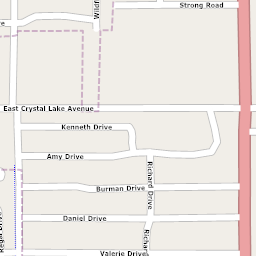 Strong Road
East Crystal Lake Avenue
Kenneth Drive
Amy Drive
Richard Drive
Burman Drive
Daniel Drive
Valerie Drive